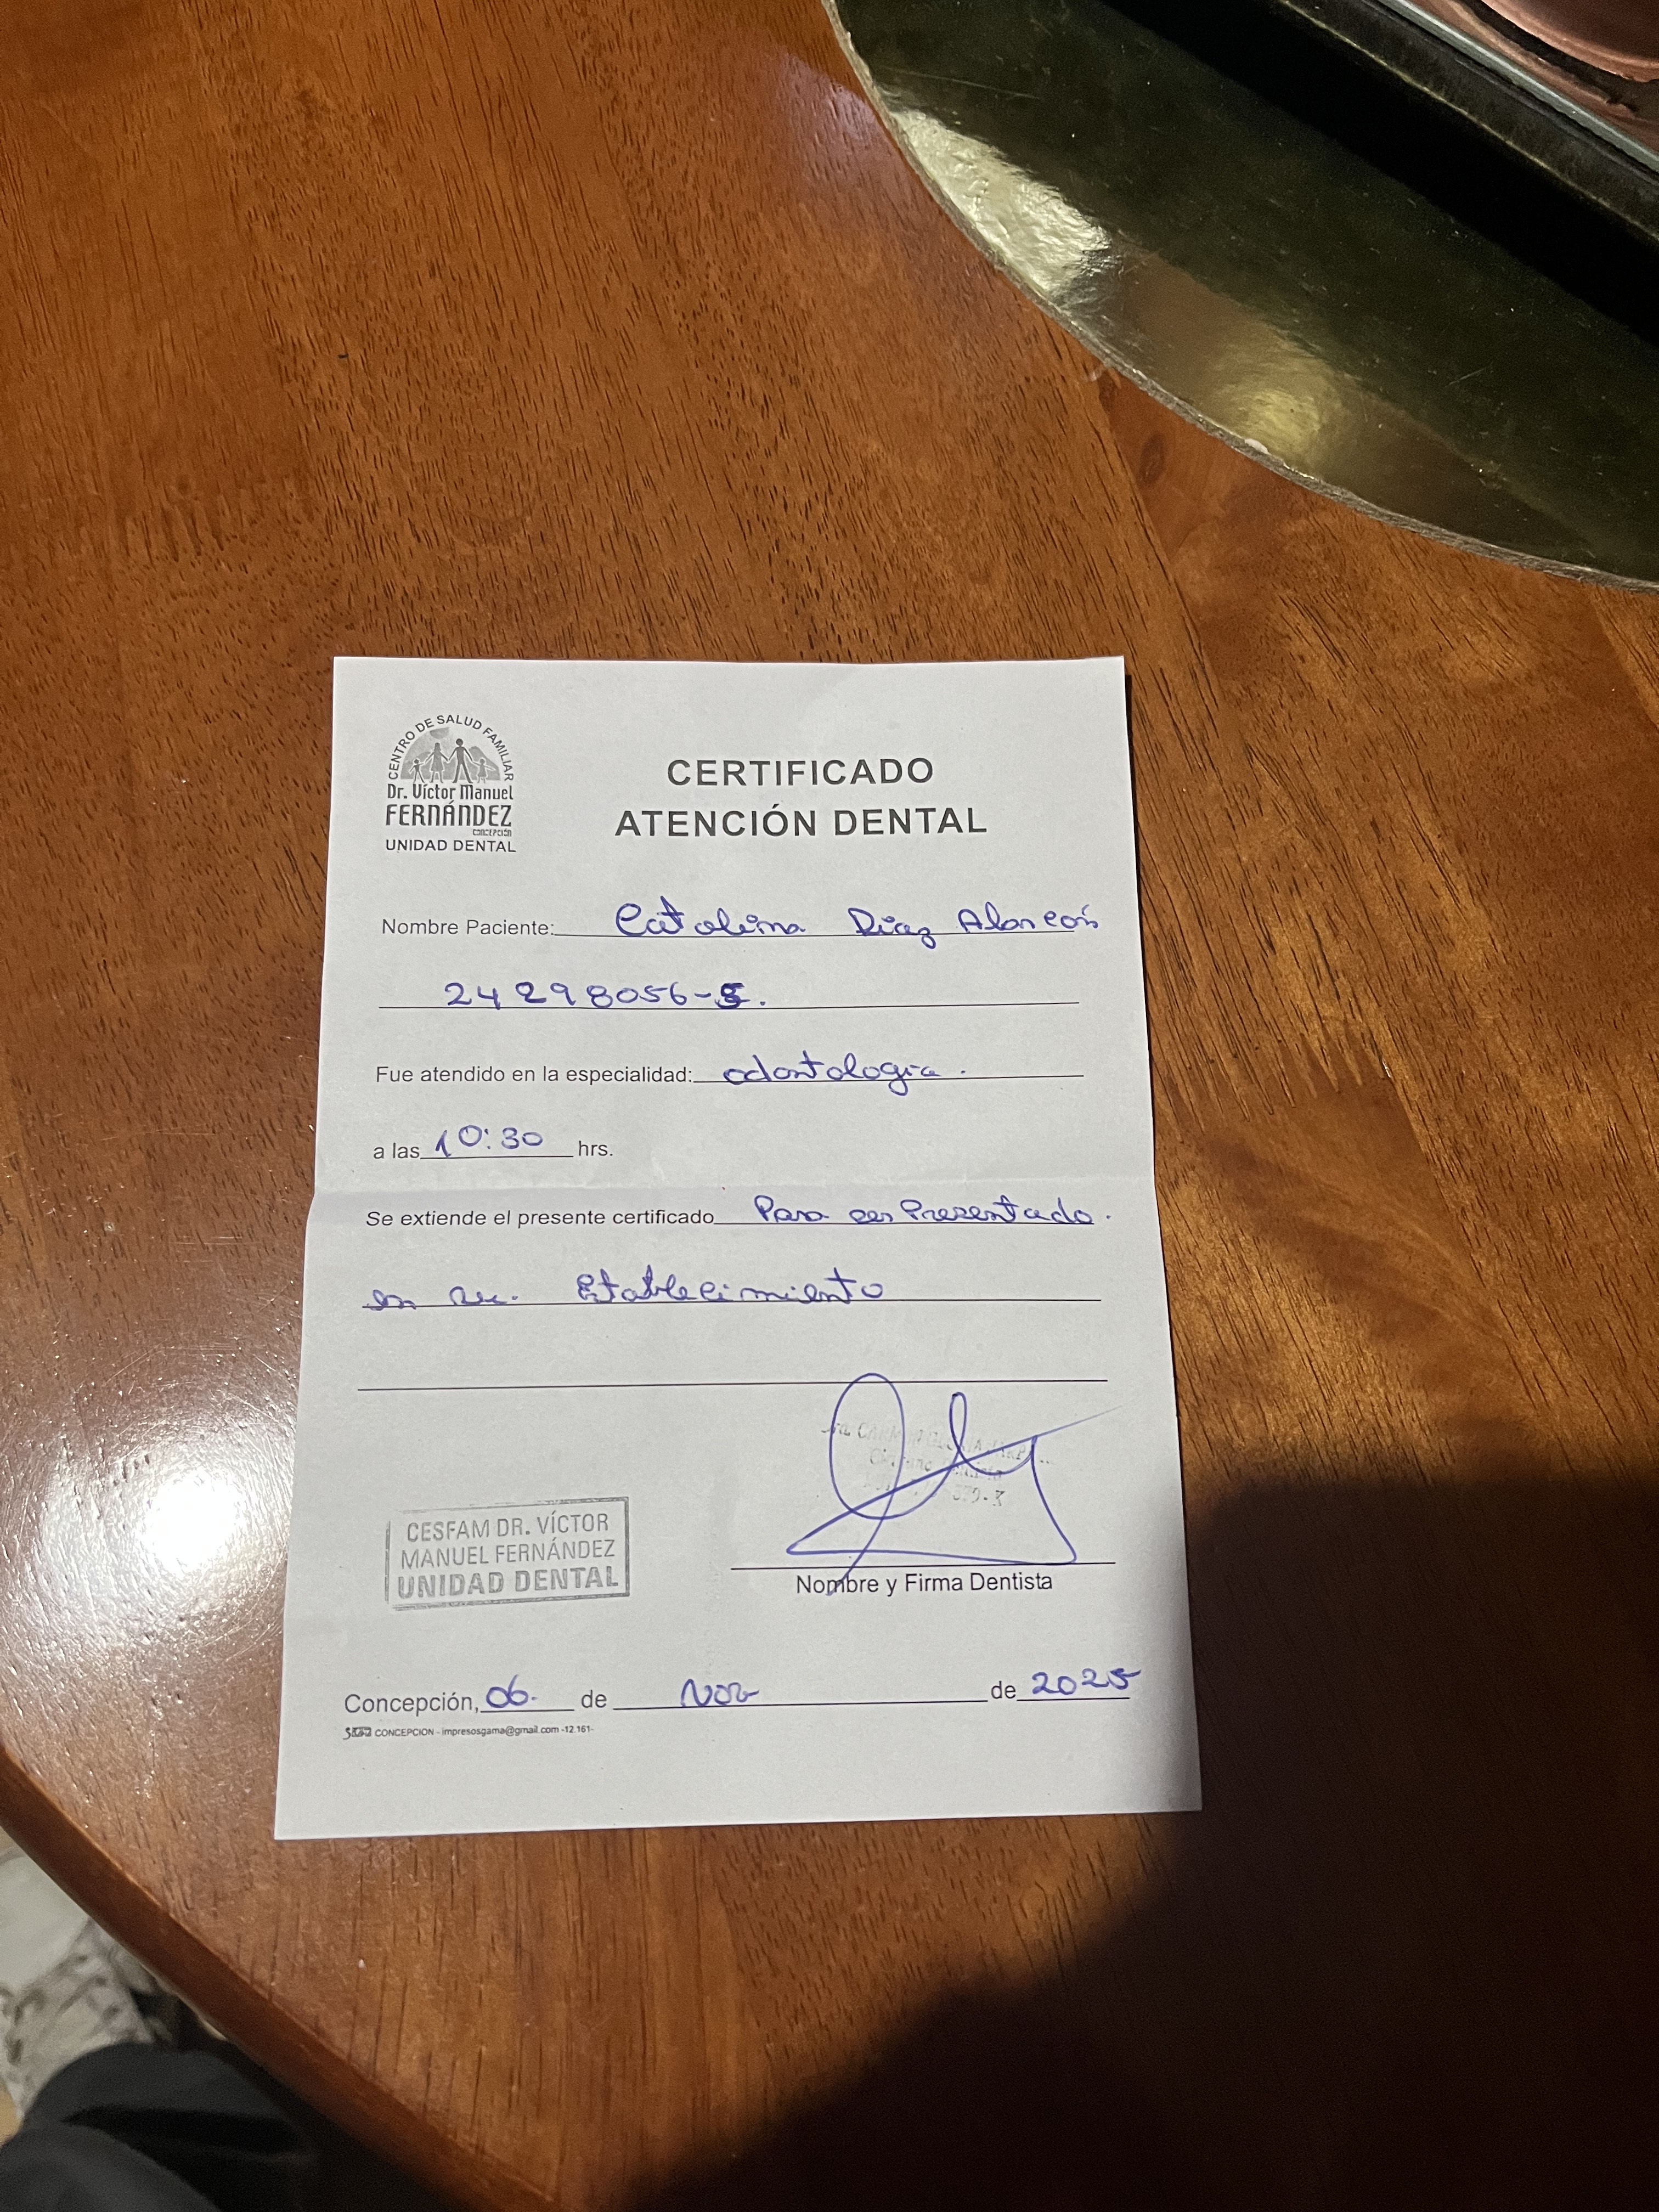 CENTRO DE SALUD FAMILIAR
Dr. Víctor Manuel
FERNÁNDEZ
CONCEPCIÓN
UNIDAD DENTAL
CERTIFICADO
ATENCIÓN DENTAL
Nombre Paciente: Catalina Diaz Alarcón
24298056-5.
Fue atendido en la especialidad: odontologia.
a las 10:30 hrs.
Se extiende el presente certificado Para ser Presentado.
en su. Establecimiento
CESFAM DR. VÍCTOR
MANUEL FERNÁNDEZ
UNIDAD DENTAL
Nombre y Firma Dentista
Concepción, 06. de Nov de 2025
CONCEPCION - impresosgama@gmail.com -12.161-